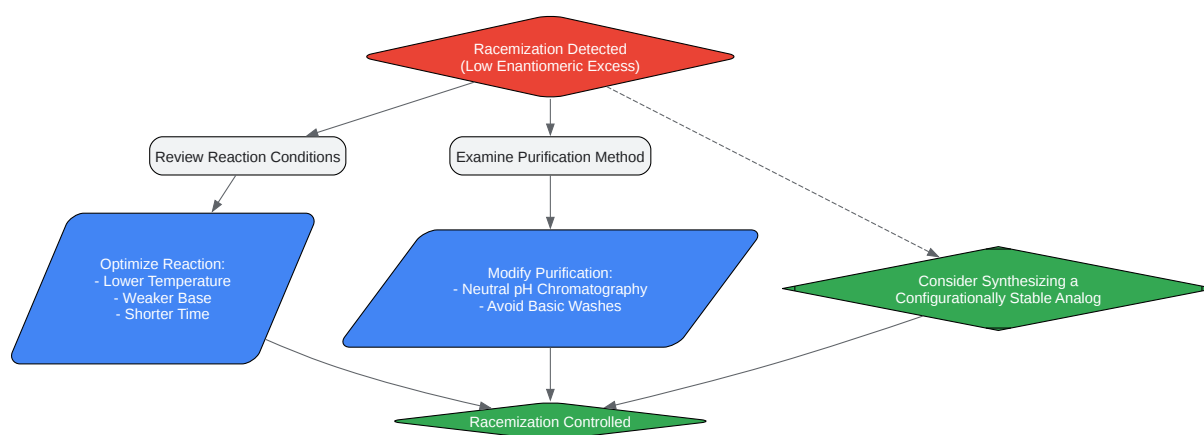 Racemization Detected
(Low Enantiomeric Excess)
Review Reaction Conditions
Examine Purification Method
Optimize Reaction:
- Lower Temperature
- Weaker Base
- Shorter Time
Modify Purification:
- Neutral pH Chromatography
- Avoid Basic Washes
Consider Synthesizing a
Configurationally Stable Analog
Racemization Controlled